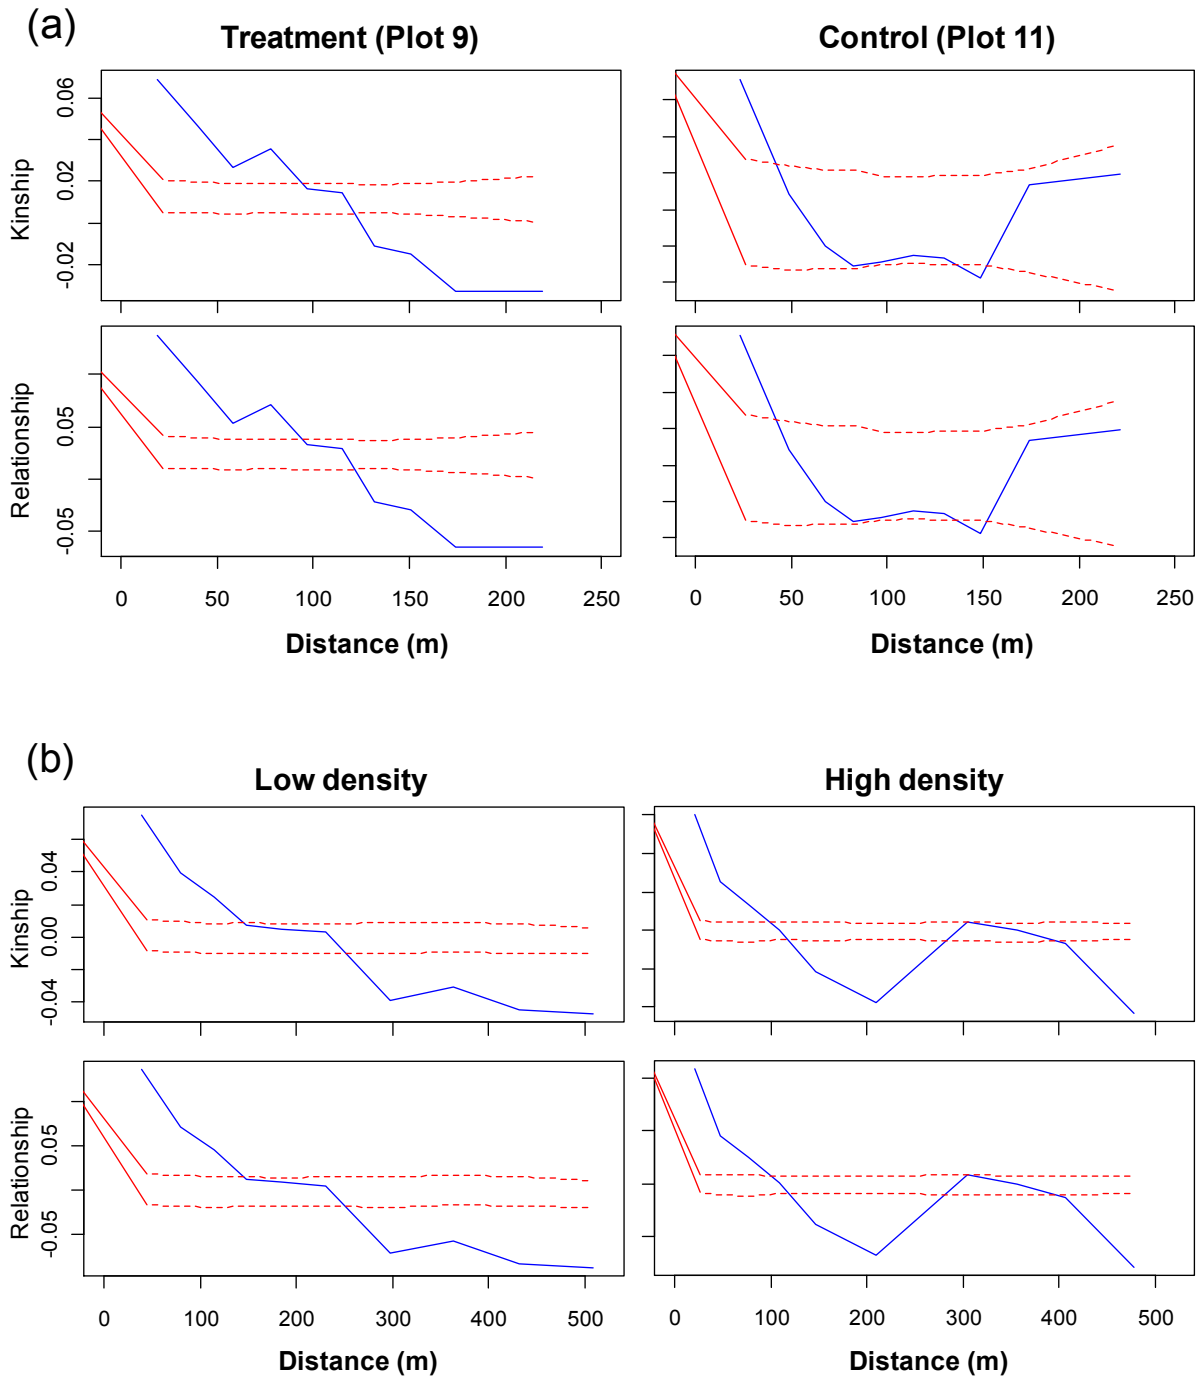 (a)
Treatment (Plot 9)
Control (Plot 11)
Kinship
0.06
0.02
-0.02
0 50 100 150 200 250
0 50 100 150 200 250
Relationship
0.05
-0.05
Distance (m)
Distance (m)
(b)
Low density
High density
Kinship
0.04
0.00
-0.04
Relationship
0.05
-0.05
0 100 200 300 400 500
0 100 200 300 400 500
Distance (m)
Distance (m)